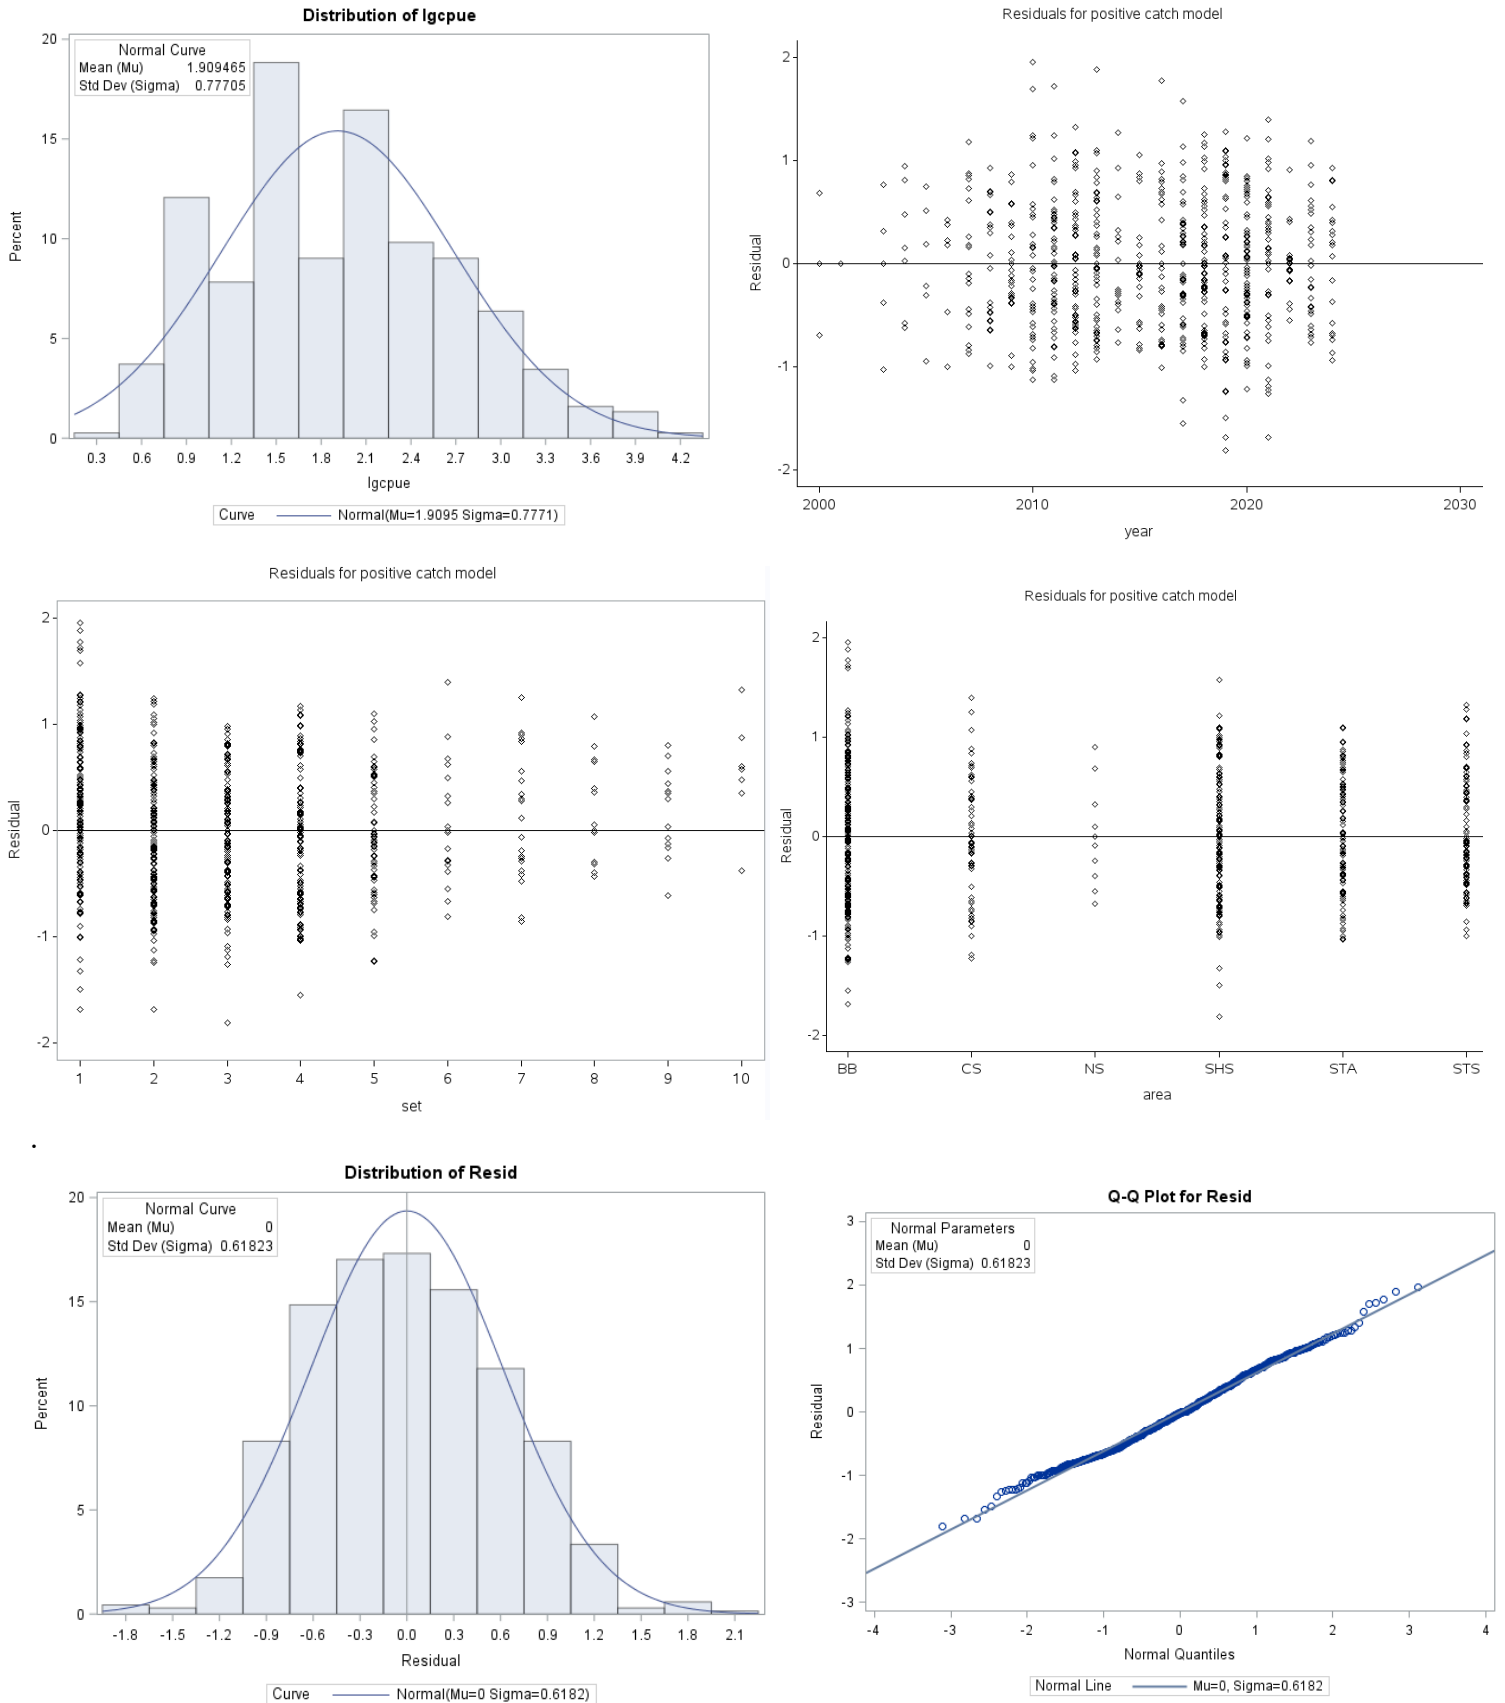 Distribution of lgcpue
Normal Curve
Mean (Mu) 1.909465
Std Dev (Sigma) 0.77705
20
15
10
5
0
Percent
0.3 0.6 0.9 1.2 1.5 1.8 2.1 2.4 2.7 3.0 3.3 3.6 3.9 4.2
lgcpue
Curve Normal(Mu=1.9095 Sigma=0.7771)
Residuals for positive catch model
2
1
0
-1
-2
Residual
2000 2010 2020 2030
year
Residuals for positive catch model
2
1
0
-1
-2
Residual
1 2 3 4 5 6 7 8 9 10
set
Residuals for positive catch model
2
1
0
-1
-2
Residual
BB CS NS SHS STA STS
area
.
Distribution of Resid
Normal Curve
Mean (Mu) 0
Std Dev (Sigma) 0.61823
20
15
10
5
0
Percent
-1.8 -1.5 -1.2 -0.9 -0.6 -0.3 0.0 0.3 0.6 0.9 1.2 1.5 1.8 2.1
Residual
Curve Normal(Mu=0 Sigma=0.6182)
Q-Q Plot for Resid
Normal Parameters
Mean (Mu) 0
Std Dev (Sigma) 0.61823
3
2
1
0
-1
-2
-3
Residual
-4 -3 -2 -1 0 1 2 3 4
Normal Quantiles
Normal Line Mu=0, Sigma=0.6182